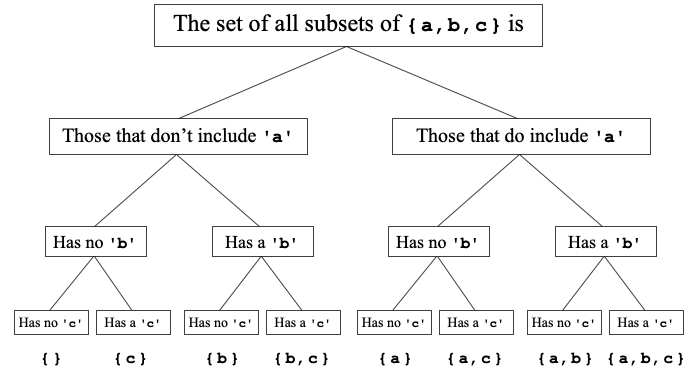 The set of all subsets of {a,b,c} is
Those that don’t include 'a'
Those that do include 'a'
Has no 'b'
Has a 'b'
Has no 'b'
Has a 'b'
Has no 'c'
Has a 'c'
Has no 'c'
Has a 'c'
Has no 'c'
Has a 'c'
Has no 'c'
Has a 'c'
{}
{c}
{b}
{b,c}
{a}
{a,c}
{a,b}
{a,b,c}